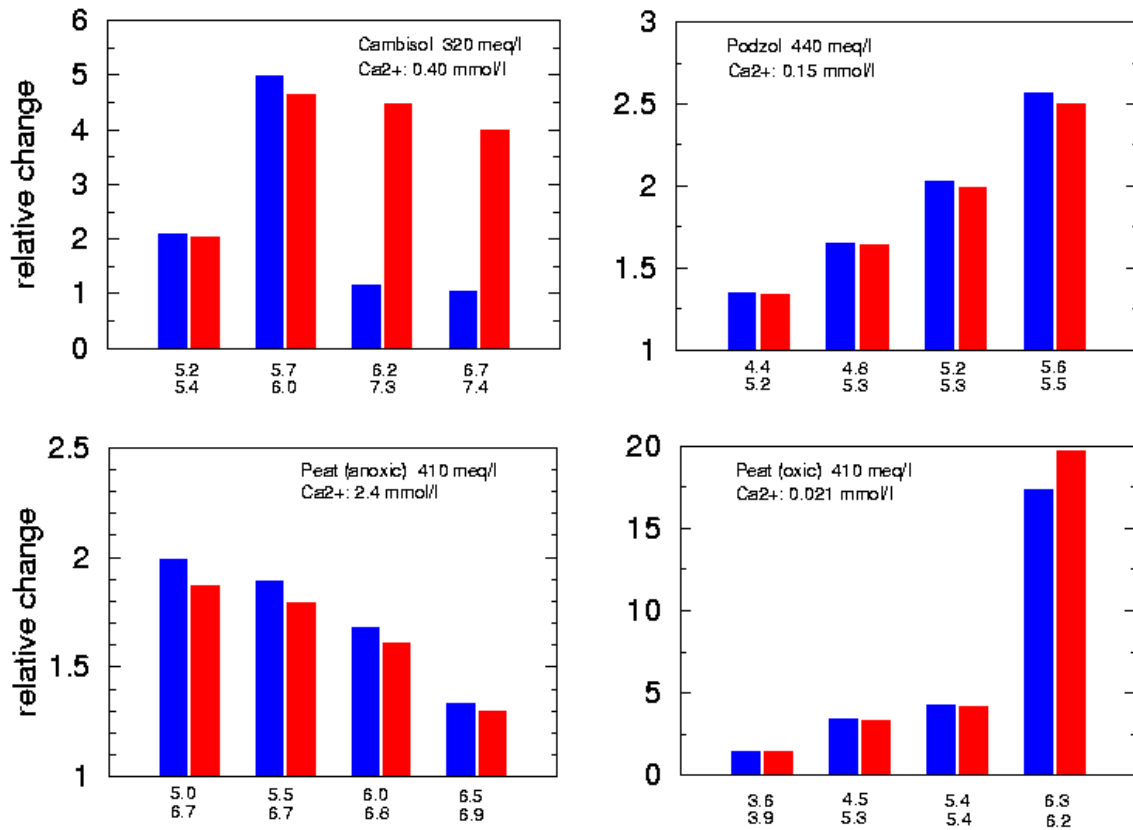 relative change
6
5
4
3
2
1
0
Cambisol 320 meq/l
Ca2+: 0.40 mmol/l
5.2 5.7 6.2 6.7
5.4 6.0 7.3 7.4
3
2.5
2
1.5
1
Podzol 440 meq/l
Ca2+: 0.15 mmol/l
4.4 4.8 5.2 5.6
5.2 5.3 5.3 5.5
relative change
2.5
2
1.5
1
Peat (anoxic) 410 meq/l
Ca2+: 2.4 mmol/l
5.0 5.5 6.0 6.5
6.7 6.7 6.8 6.9
20
15
10
5
0
Peat (oxic) 410 meq/l
Ca2+: 0.021 mmol/l
3.6 4.5 5.4 6.3
3.9 5.3 5.4 6.2